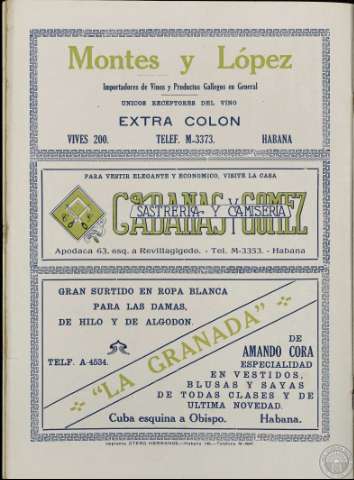 Montes y López
Importadores de Vinos y Productos Gallegos en General
UNICOS RECEPTORES DEL VINO
EXTRA COLON
VIVES 200. TELEF. M-3373. HABANA
PARA VESTIR ELEGANTE Y ECONOMICO, VISITE LA CASA
CABANAS Y GOMEZ
SASTRERIA Y CAMISERIA
Apodaca 63, esq. a Revillagigedo. - Tel. M-3353. - Habana
GRAN SURTIDO EN ROPA BLANCA
PARA LAS DAMAS,
DE HILO Y DE ALGODON.
TELF. A-4534.
"LA GRANADA"
DE
AMANDO CORA
ESPECIALIDAD
EN VESTIDOS,
BLUSAS Y SAYAS
DE TODAS CLASES Y DE
ULTIMA NOVEDAD.
Cuba esquina a Obispo. Habana.
HERMANOS